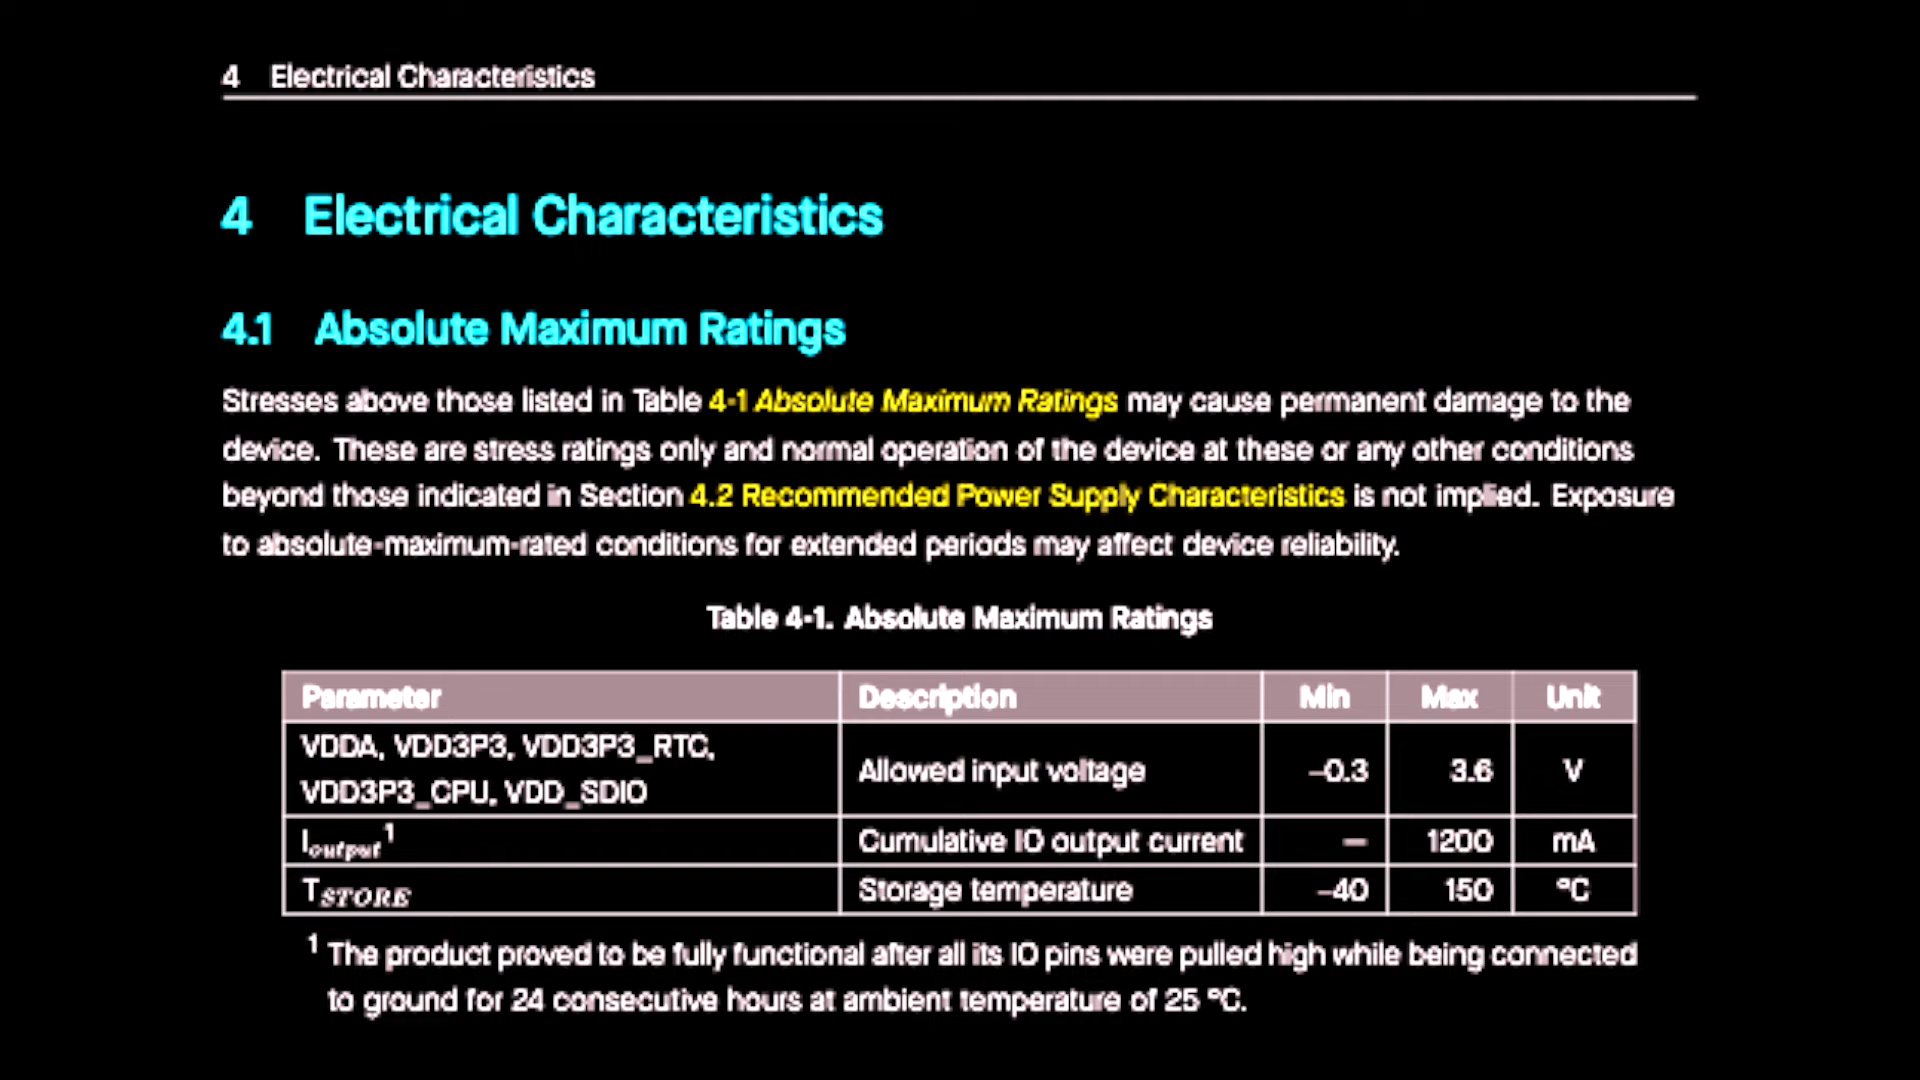 4 Electrical Characteristics
4 Electrical Characteristics
4.1 Absolute Maximum Ratings
Stresses above those listed in Table 4-1 Absolute Maximum Ratings may cause permanent damage to the
device. These are stress ratings only and normal operation of the device at these or any other conditions
beyond those indicated in Section 4.2 Recommended Power Supply Characteristics is not implied. Exposure
to absolute-maximum-rated conditions for extended periods may affect device reliability.
Table 4-1. Absolute Maximum Ratings
Parameter Description Min Max Unit
VDDA, VDD3P3, VDD3P3_RTC,
VDD3P3_CPU, VDD_SDIO Allowed input voltage –0.3 3.6 V
Ioutput1 Cumulative IO output current — 1200 mA
TSTORE Storage temperature –40 150 °C
1 The product proved to be fully functional after all its IO pins were pulled high while being connected
to ground for 24 consecutive hours at ambient temperature of 25 °C.